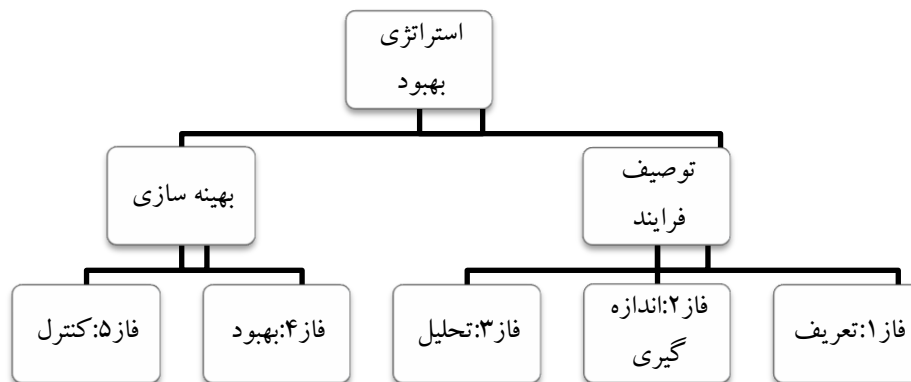 استراتژی
بهبود
توصیف
فرایند
بهینه سازی
فاز۱:تعریف
فاز۲:اندازه
گیری
فاز۳:تحلیل
فاز۴:بهبود
فاز۵:کنترل